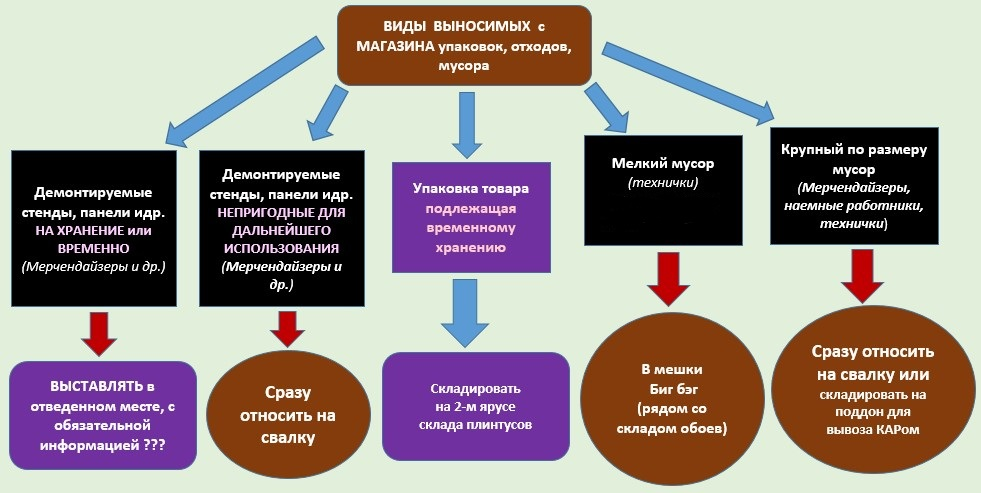 ВИДЫ ВЫНОСИМЫХ с
МАГАЗИНА упаковок, отходов,
мусора
Демонтируемые
стенды, панели идр.
НА ХРАНЕНИЕ или
ВРЕМЕННО
(Мерчендайзеры и др.)
Демонтируемые
стенды, панели идр.
НЕПРИГОДНЫЕ ДЛЯ
ДАЛЬНЕЙШЕГО
ИСПОЛЬЗОВАНИЯ
(Мерчендайзеры и
др.)
Упаковка товара
подлежащая
временному
хранению
Мелкий мусор
(технички)
Крупный по размеру
мусор
(Мерчендайзеры,
наемные работники,
технички)
ВЫСТАВЛЯТЬ в
отведенном месте, с
обязательной
информацией ???
Сразу
относить на
свалку
Складировать
на 2-м ярусе
склада плинтусов
В мешки
Биг бэг
(рядом со
складом обоев)
Сразу относить
на свалку или
складировать на
поддон для
вывоза КАРом